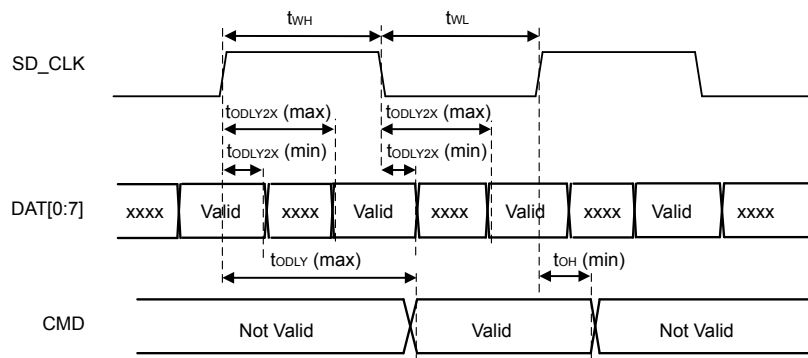 tWH tWL
SD_CLK
tODLY2X (max) tODLY2X (max)
tODLY2X (min) tODLY2X (min)
DAT[0:7] xxxx Valid xxxx Valid xxxx Valid xxxx Valid xxxx
tODLY (max) tOH (min)
CMD Not Valid Valid Not Valid